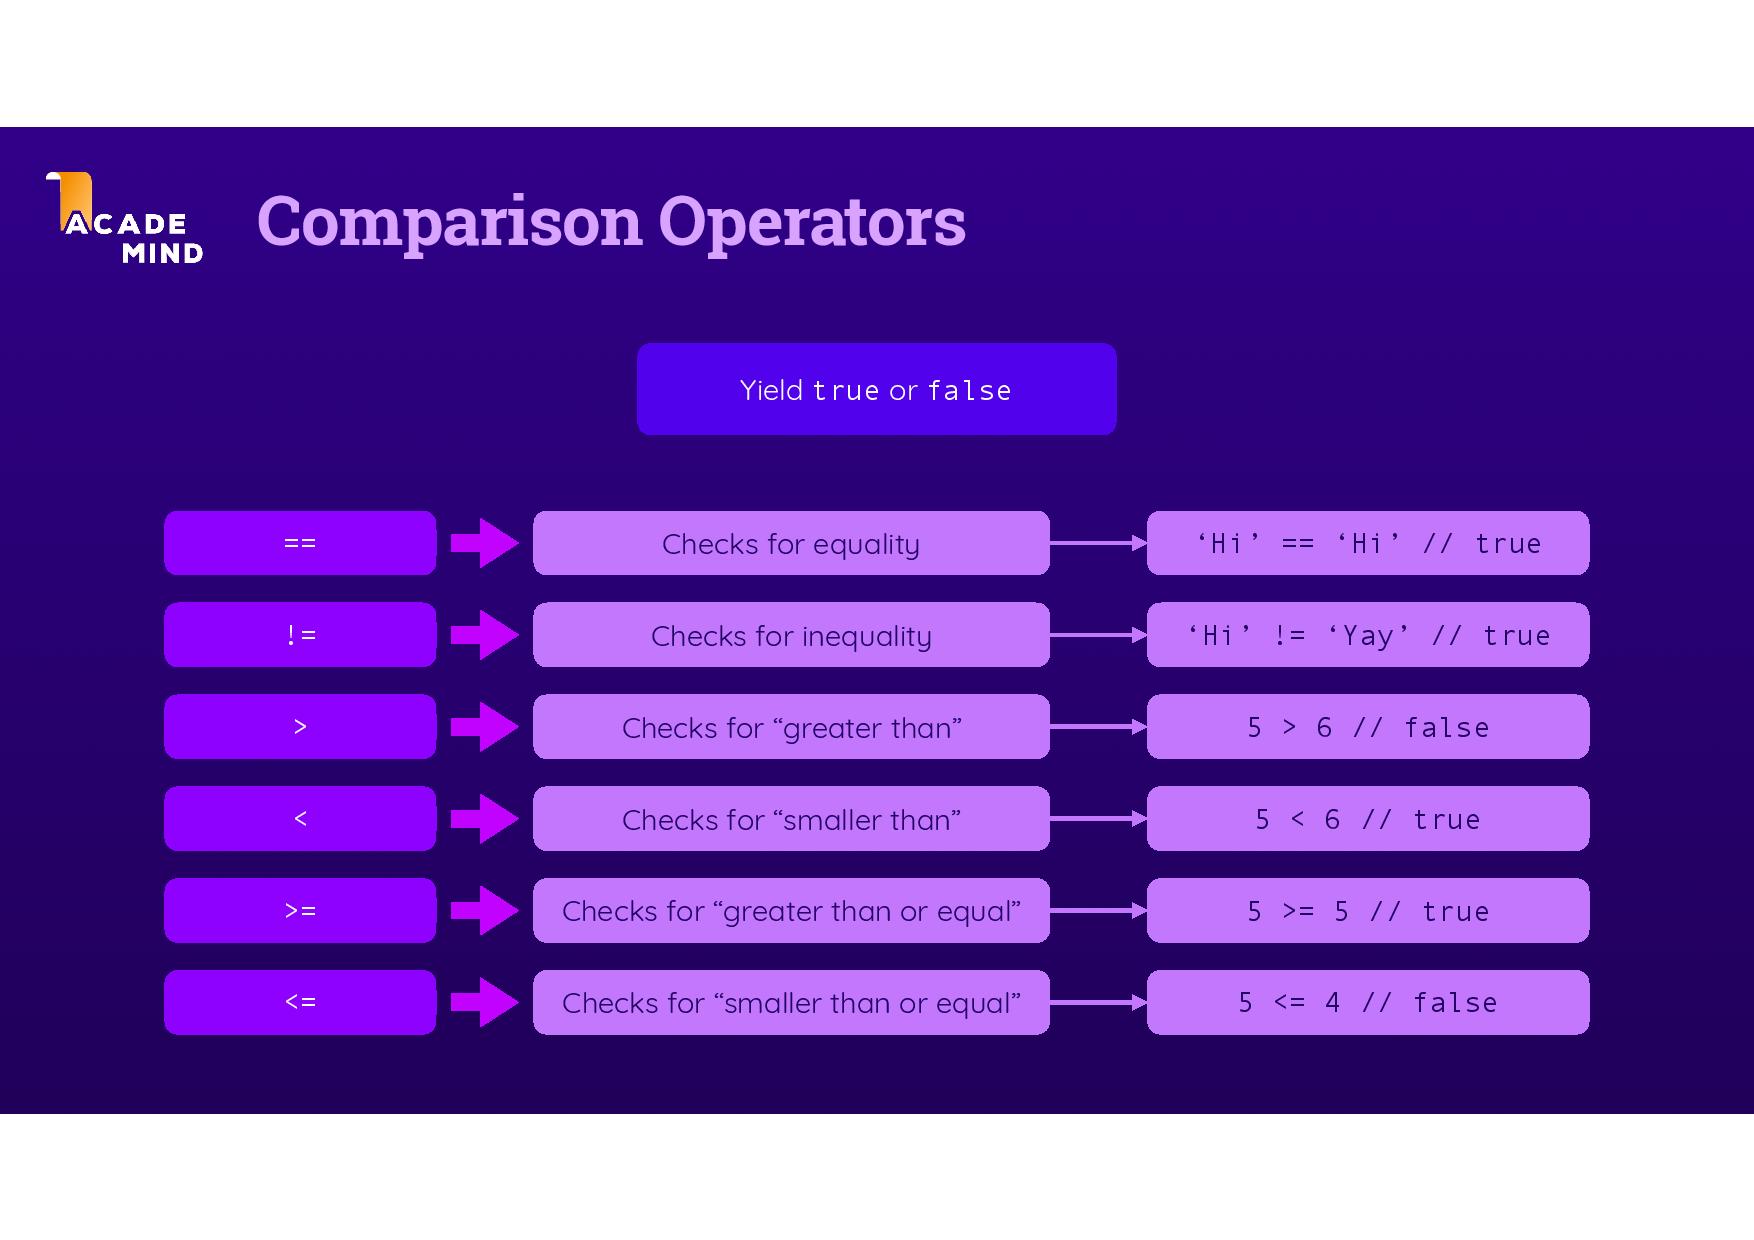 ACADE
MIND
Comparison Operators
Yield true or false
== Checks for equality ‘Hi’ == ‘Hi’ // true
!= Checks for inequality ‘Hi’ != ‘Yay’ // true
> Checks for “greater than” 5 > 6 // false
< Checks for “smaller than” 5 < 6 // true
>= Checks for “greater than or equal” 5 >= 5 // true
<= Checks for “smaller than or equal” 5 <= 4 // false